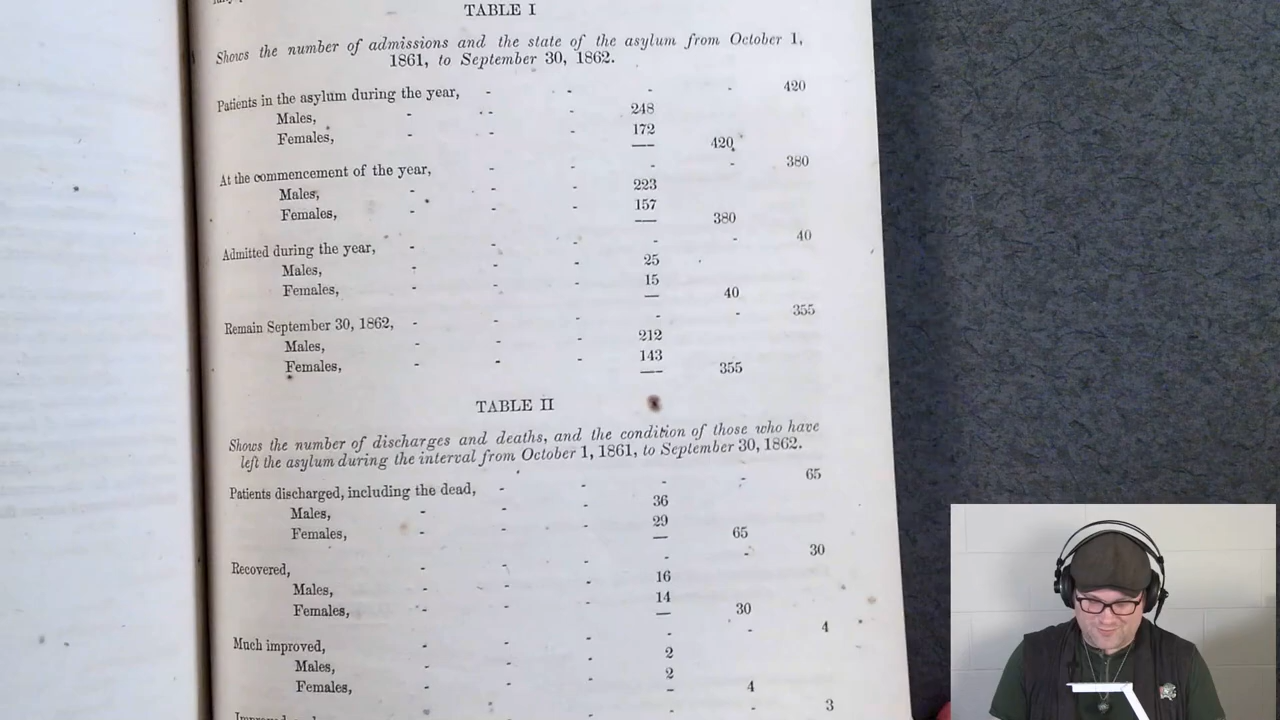 TABLE I
Shows the number of admissions and the state of the asylum from October 1,
1861, to September 30, 1862.
Patients in the asylum during the year, - - - - 420
Males, - - - 248
Females, - - 172
420
At the commencement of the year, - - - 380
Males, - - - 223
Females, - - - 157
380
Admitted during the year, - - - - - 40
Males, - - - 25
Females, - - - 15
40
Remain September 30, 1862, - - - - 355
Males, - - - 212
Females, - - - 143
355
TABLE II
Shows the number of discharges and deaths, and the condition of those who have
left the asylum during the interval from October 1, 1861, to September 30, 1862.
Patients discharged, including the dead, - - - - 65
Males, - - - 36
Females, - - - 29
65
Recovered, - - - - - 30
Males, - - - 16
Females, - - - 14
30
Much improved, - - - - - 4
Males, - - - 2
Females, - - - 2
4
3